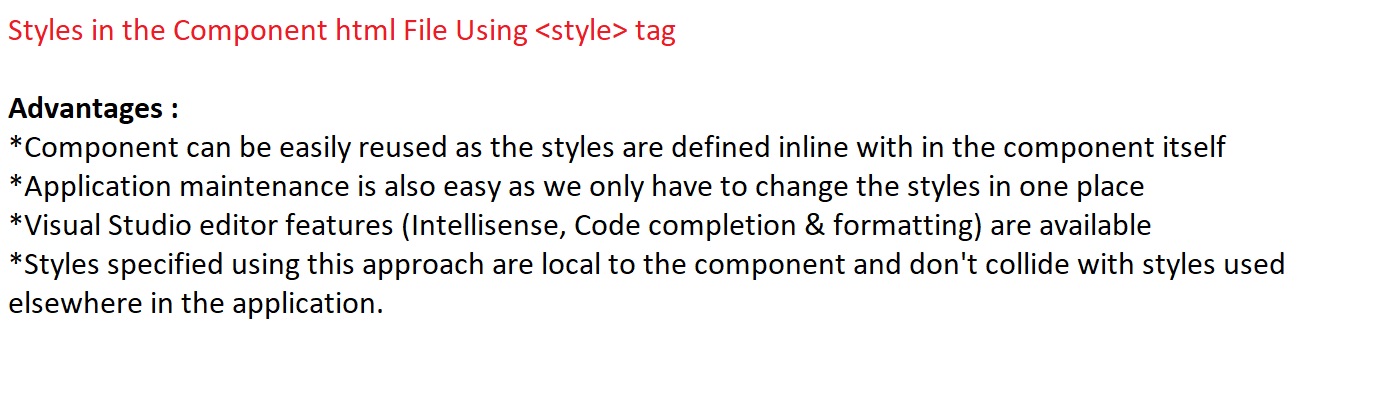 Styles in the Component html File Using <style> tag
Advantages :
*Component can be easily reused as the styles are defined inline with in the component itself
*Application maintenance is also easy as we only have to change the styles in one place
*Visual Studio editor features (Intellisense, Code completion & formatting) are available
*Styles specified using this approach are local to the component and don't collide with styles used
elsewhere in the application.